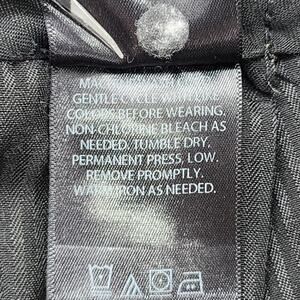 GENTLE CYCLE
COLORS BEFORE WEARING.
NON-CHLORINE BLEACH AS
NEEDED. TUMBLE DRY.
PERMANENT PRESS, LOW.
REMOVE PROMPTLY.
WARM IRON AS NEEDED.